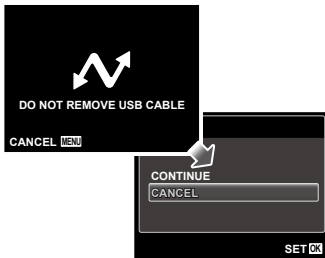 DO NOT REMOVE USB CABLE
CANCEL MENU
CONTINUE
CANCEL
SET OK